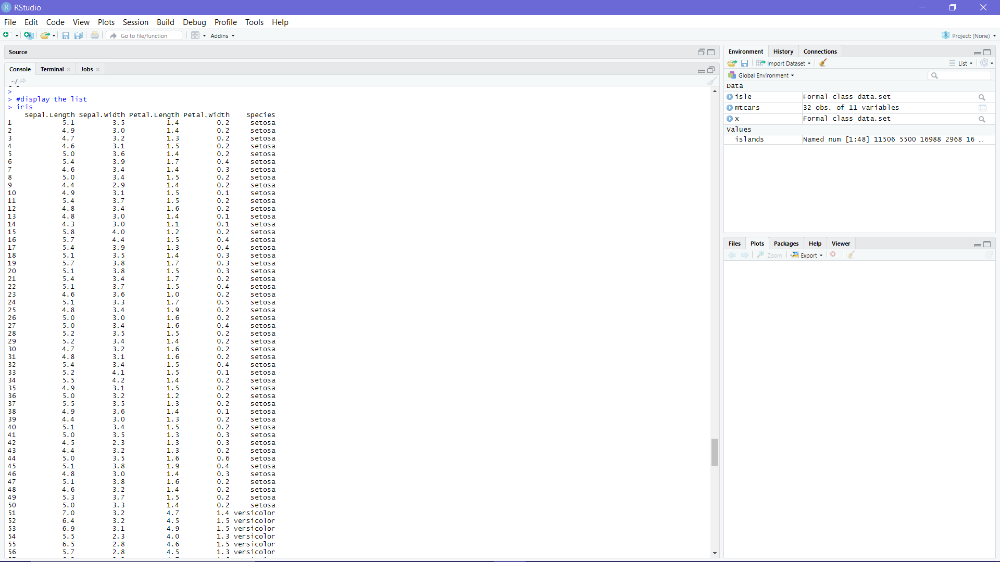 RStudio
File Edit Code View Plots Session Build Debug Profile Tools Help
Go to file/function Addins Project: (None)
Source
Console Terminal Jobs
~/
>
> #display the list
> iris
Sepal.Length Sepal.Width Petal.Length Petal.Width Species
1 5.1 3.5 1.4 0.2 setosa
2 4.9 3.0 1.4 0.2 setosa
3 4.7 3.2 1.3 0.2 setosa
4 4.6 3.1 1.5 0.2 setosa
5 5.0 3.6 1.4 0.2 setosa
6 5.4 3.9 1.7 0.4 setosa
7 4.6 3.4 1.4 0.3 setosa
8 5.0 3.4 1.5 0.2 setosa
9 4.4 2.9 1.4 0.2 setosa
10 4.9 3.1 1.5 0.1 setosa
11 5.4 3.7 1.5 0.2 setosa
12 4.8 3.4 1.6 0.2 setosa
13 4.8 3.0 1.4 0.1 setosa
14 4.3 3.0 1.1 0.1 setosa
15 5.8 4.0 1.2 0.2 setosa
16 5.7 4.4 1.5 0.4 setosa
17 5.4 3.9 1.3 0.4 setosa
18 5.1 3.5 1.4 0.3 setosa
19 5.7 3.8 1.7 0.3 setosa
20 5.1 3.8 1.5 0.3 setosa
21 5.4 3.4 1.7 0.2 setosa
22 5.1 3.7 1.5 0.4 setosa
23 4.6 3.6 1.0 0.2 setosa
24 5.1 3.3 1.7 0.5 setosa
25 4.8 3.4 1.9 0.2 setosa
26 5.0 3.0 1.6 0.2 setosa
27 5.0 3.4 1.6 0.4 setosa
28 5.2 3.5 1.5 0.2 setosa
29 5.2 3.4 1.4 0.2 setosa
30 4.7 3.2 1.6 0.2 setosa
31 4.8 3.1 1.6 0.2 setosa
32 5.4 3.4 1.5 0.4 setosa
33 5.2 4.1 1.5 0.1 setosa
34 5.5 4.2 1.4 0.2 setosa
35 4.9 3.1 1.5 0.2 setosa
36 5.0 3.2 1.2 0.2 setosa
37 5.5 3.5 1.3 0.2 setosa
38 4.9 3.6 1.4 0.1 setosa
39 4.4 3.0 1.3 0.2 setosa
40 5.1 3.4 1.5 0.2 setosa
41 5.0 3.5 1.3 0.3 setosa
42 4.5 2.3 1.3 0.3 setosa
43 4.4 3.2 1.3 0.2 setosa
44 5.0 3.5 1.6 0.6 setosa
45 5.1 3.8 1.9 0.4 setosa
46 4.8 3.0 1.4 0.3 setosa
47 5.1 3.8 1.6 0.2 setosa
48 4.6 3.2 1.4 0.2 setosa
49 5.3 3.7 1.5 0.2 setosa
50 5.0 3.3 1.4 0.2 setosa
51 7.0 3.2 4.7 1.4 versicolor
52 6.4 3.2 4.5 1.5 versicolor
53 6.9 3.1 4.9 1.5 versicolor
54 5.5 2.3 4.0 1.3 versicolor
55 6.5 2.8 4.6 1.5 versicolor
56 5.7 2.8 4.5 1.3 versicolor
Environment History Connections
Import Dataset List
Global Environment
Data
isle Formal class data.set
mtcars 32 obs. of 11 variables
x Formal class data.set
Values
islands Named num [1:48] 11506 5500 16988 2968 16 …
Files Plots Packages Help Viewer
Zoom Export